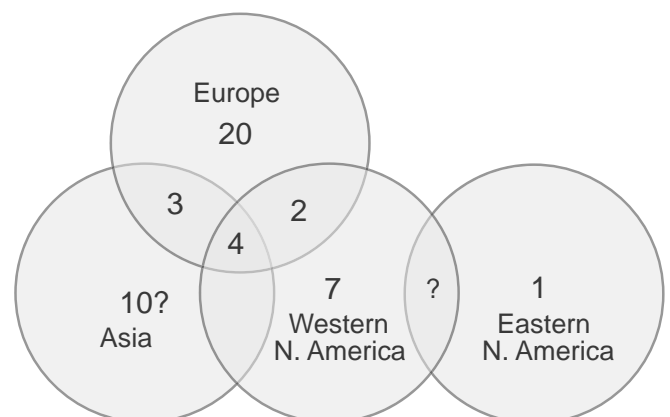 Europe
20
3
2
4
10?
Asia
7
Western
N. America
?
1
Eastern
N. America